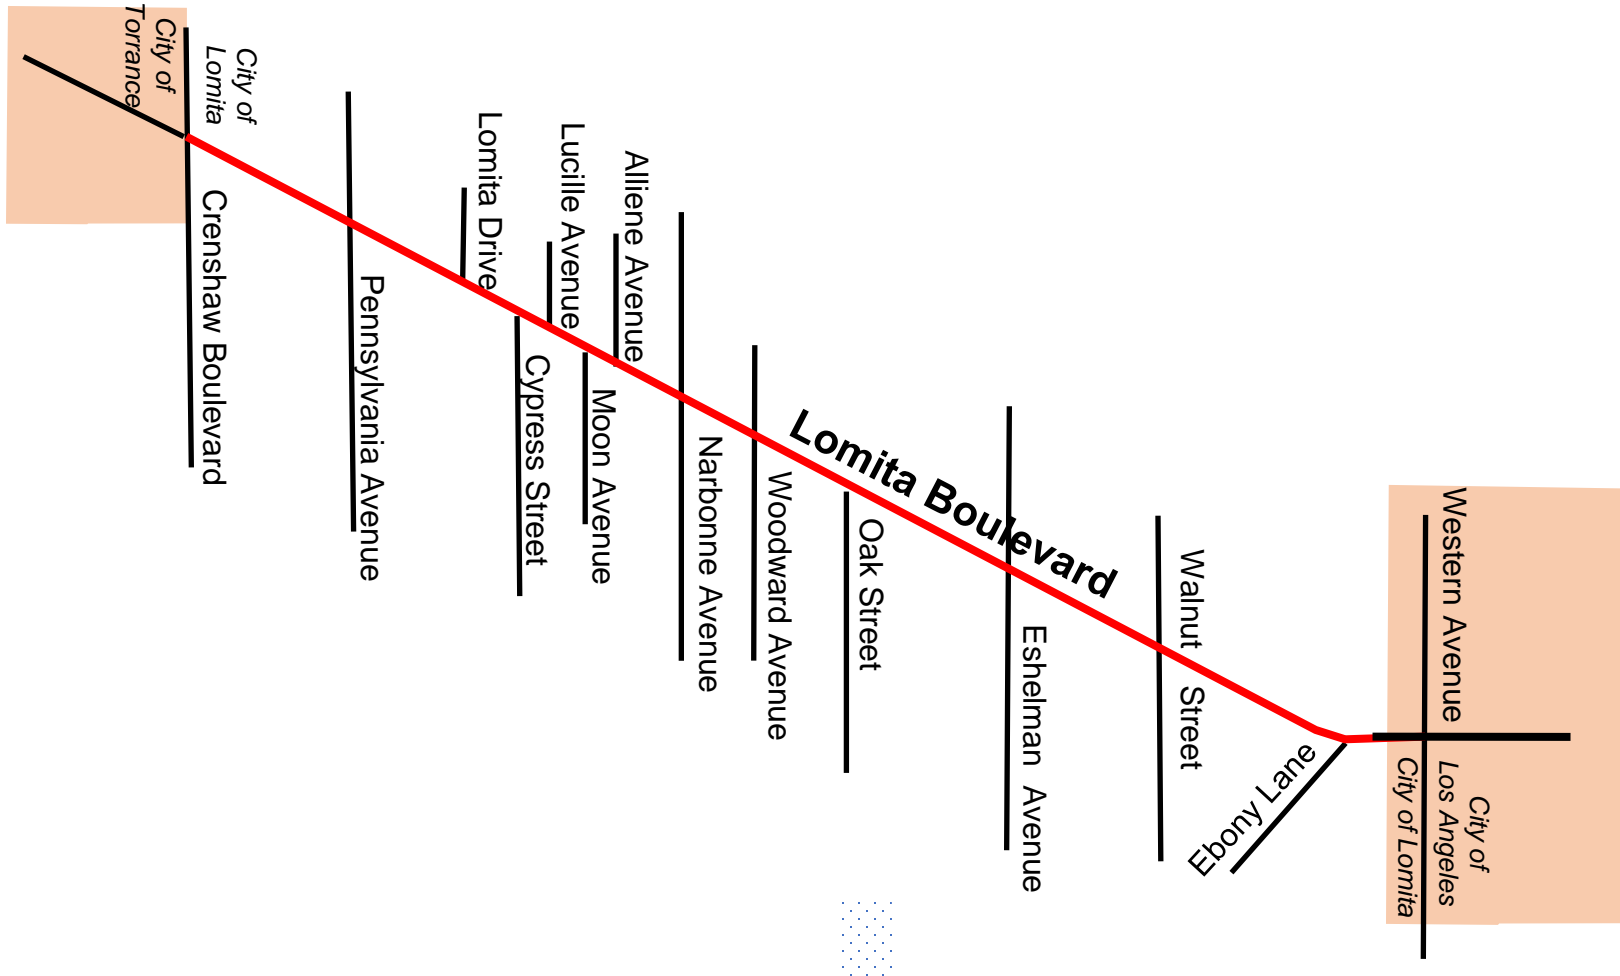 City of
Torrance
City of
Lomita
Crenshaw Boulevard
Pennsylvania Avenue
Lomita Drive
Cypress Street
Lucille Avenue
Moon Avenue
Alliene Avenue
Narbonne Avenue
Woodward Avenue
Lomita Boulevard
Oak Street
Eshelman Avenue
Walnut Street
Ebony Lane
Western Avenue
City of
Los Angeles
City of Lomita